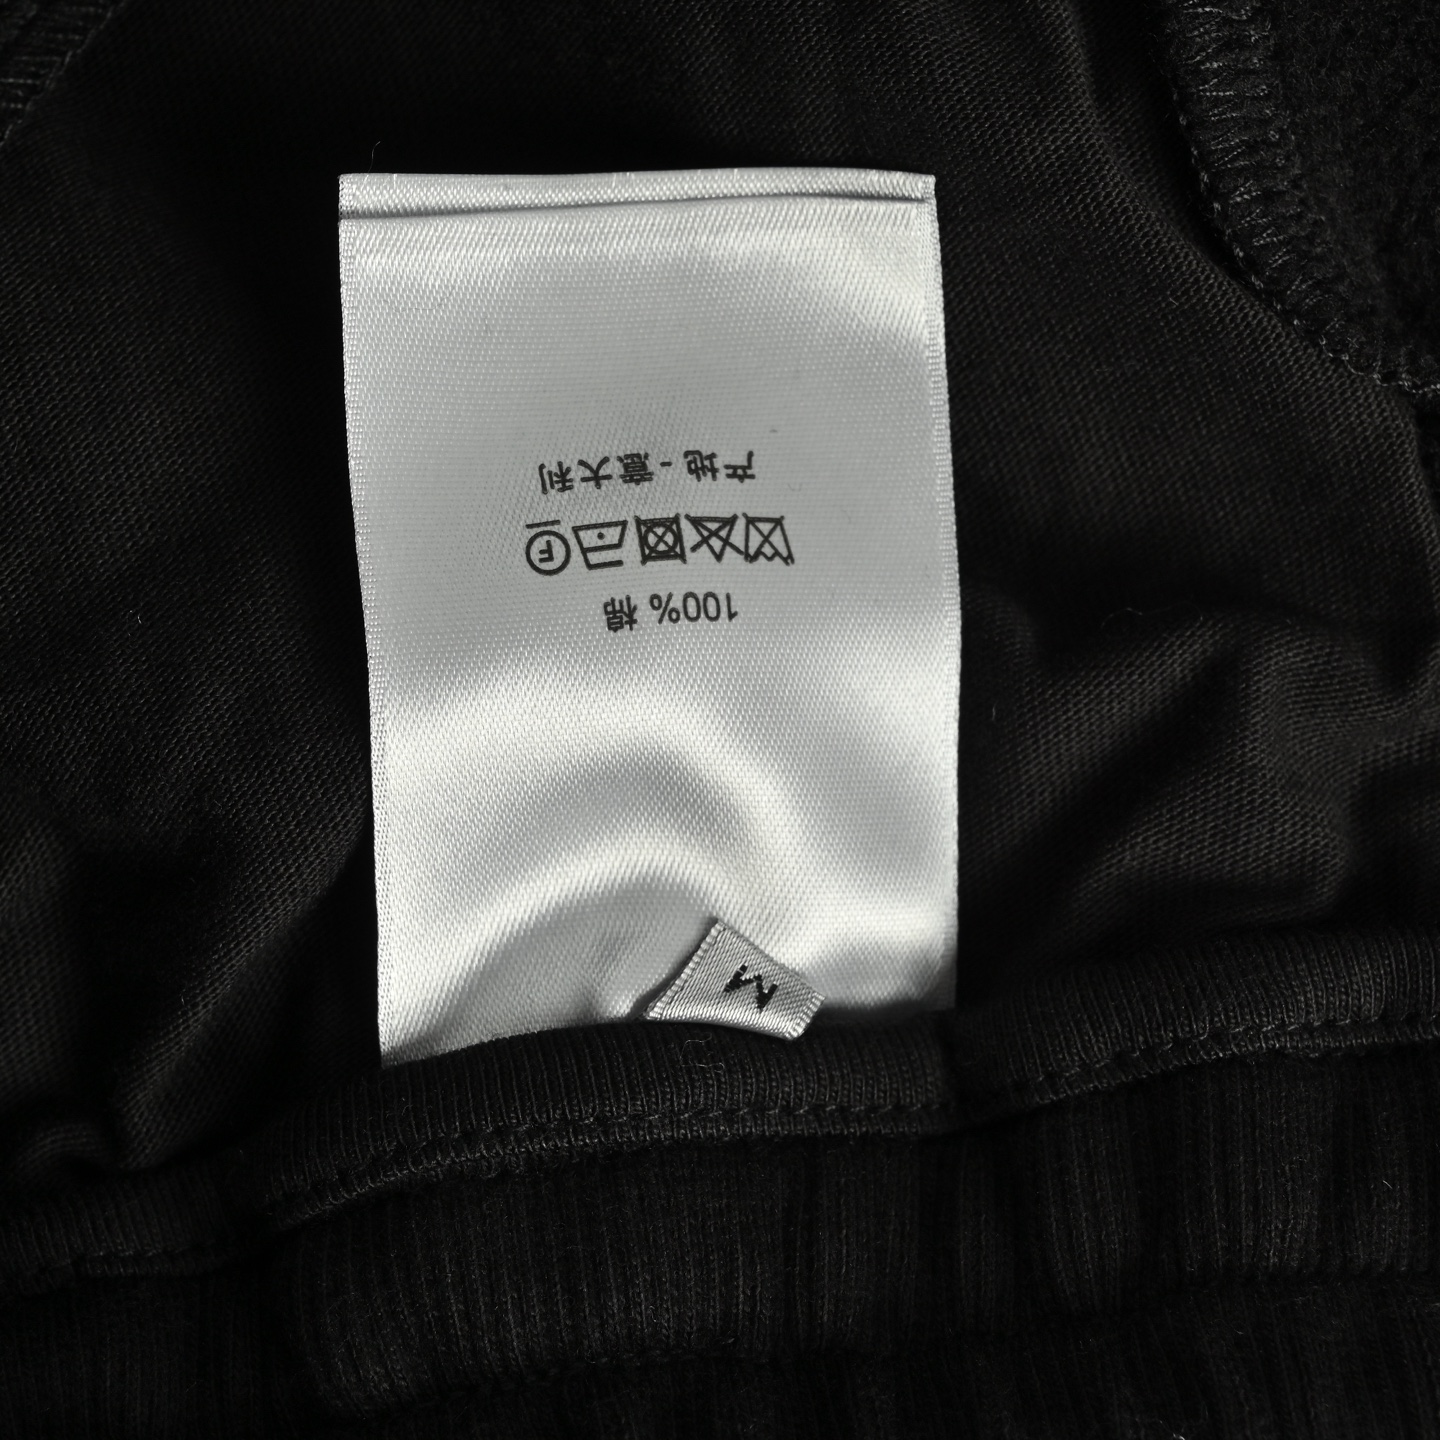 100% 棉
F
产地 - 意大利
M